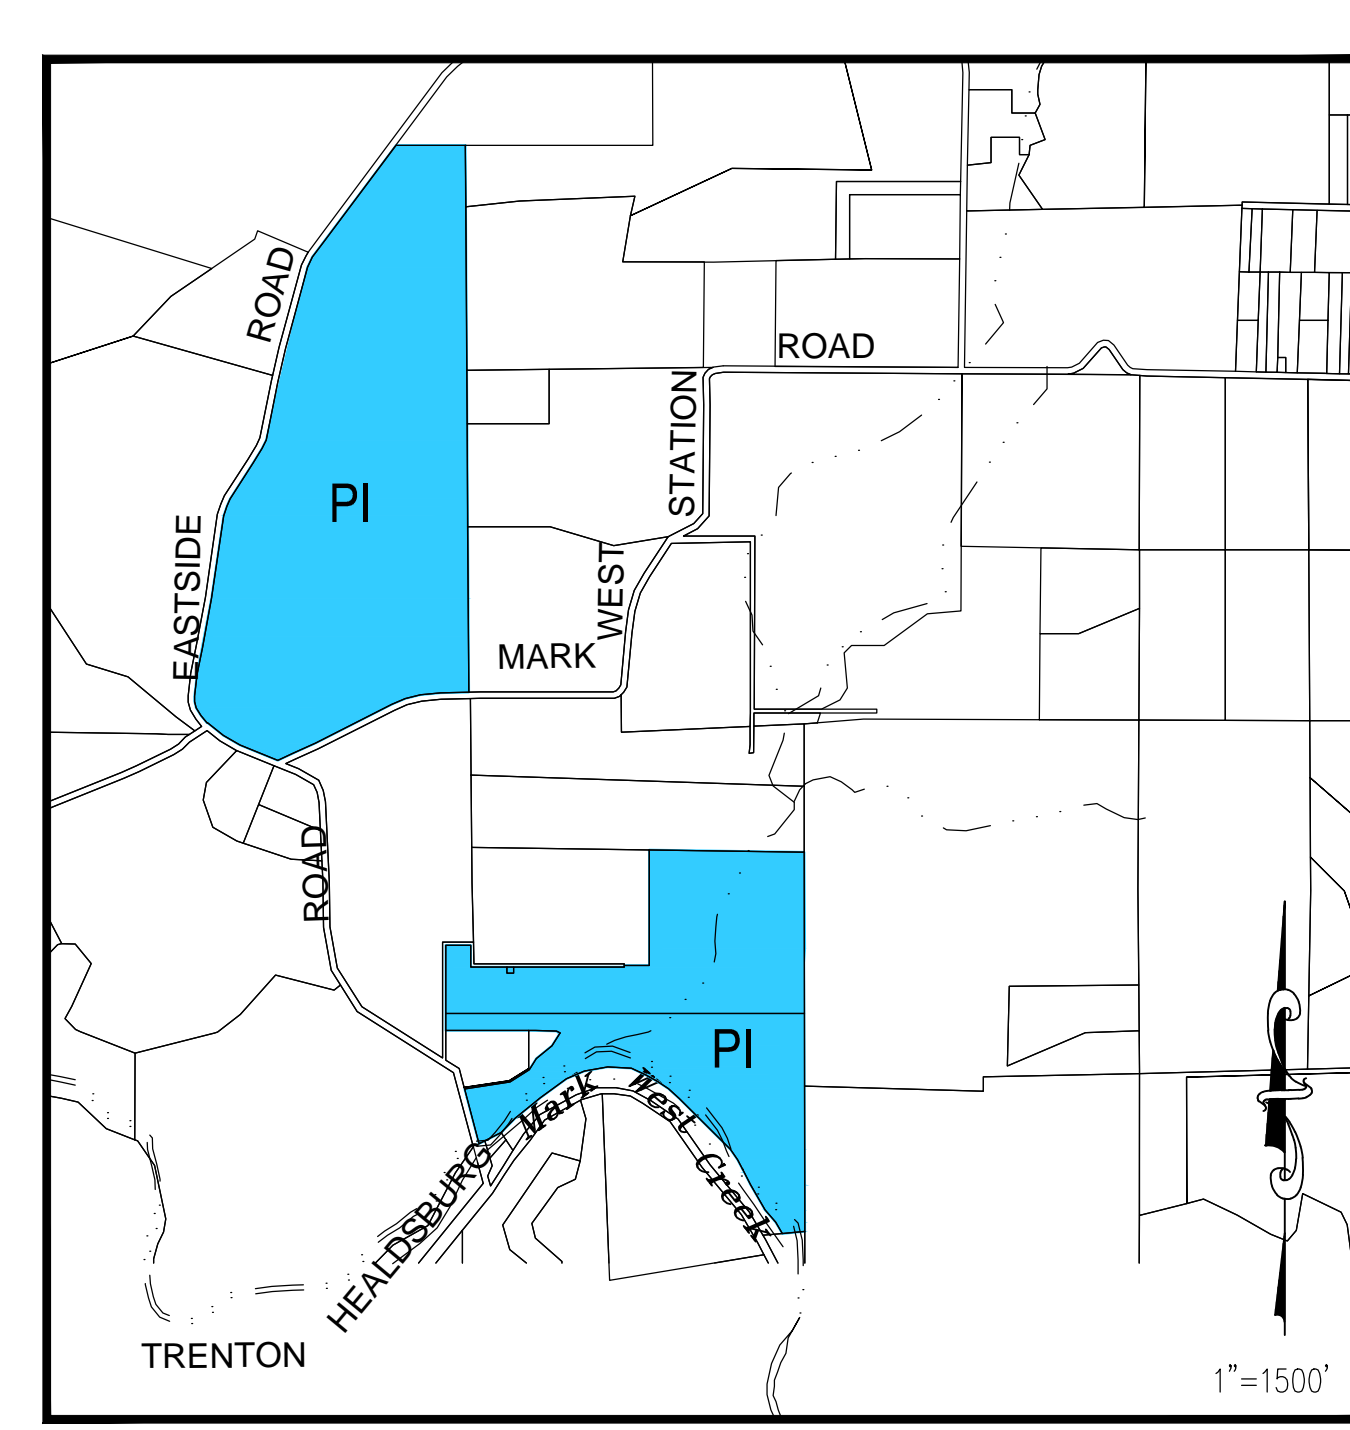 ROAD
ROAD
STATION
PI
EASTSIDE
WEST
MARK
ROAD
PI
Mark West Creek
HEALDSBURG
TRENTON
1"=1500'